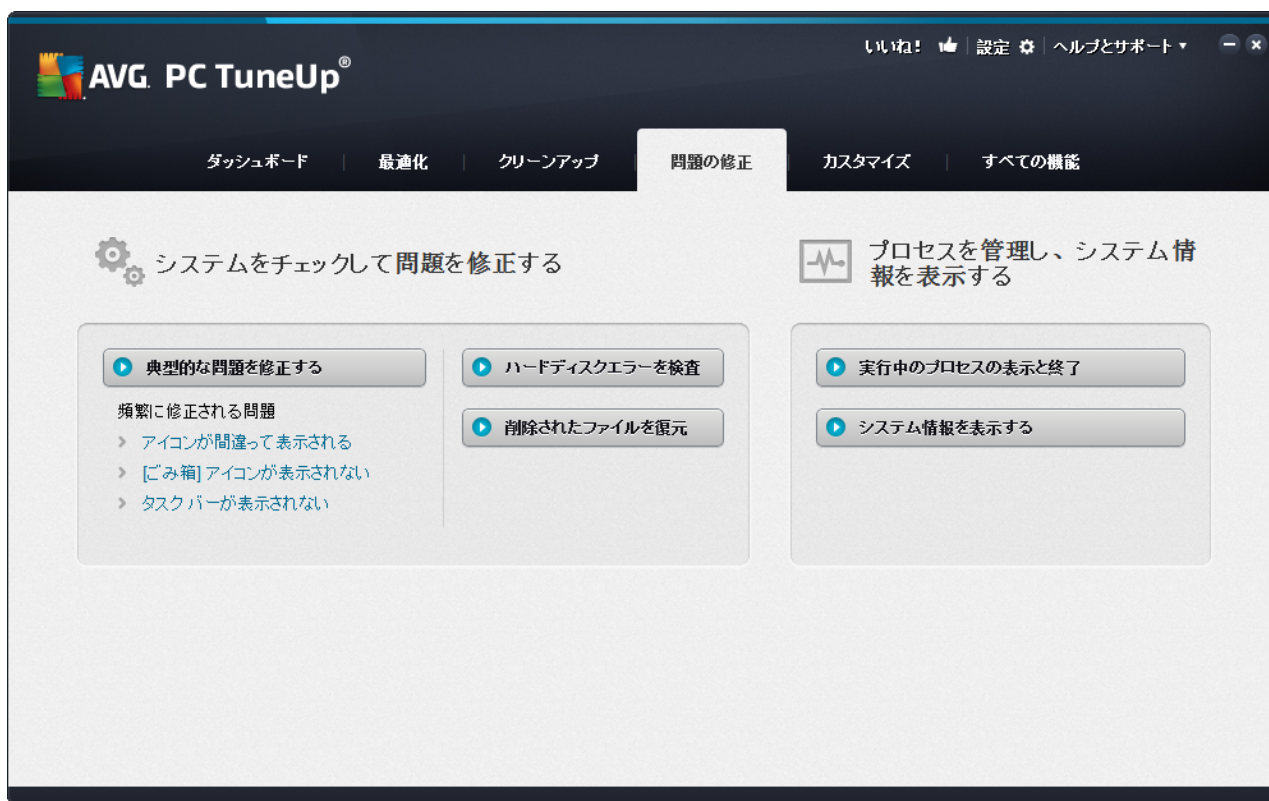 いいね! 設定 ヘルプとサポート
AVG. PC TuneUp®
ダッシュボード 最適化 クリーンアップ 問題の修正 カスタマイズ すべての機能
システムをチェックして問題を修正する
典型的な問題を修正する
頻繁に修正される問題
アイコンが間違って表示される
[ごみ箱] アイコンが表示されない
タスク バーが表示されない
ハードディスクエラーを検査
削除されたファイルを復元
プロセスを管理し、システム情
報を表示する
実行中のプロセスの表示と終了
システム情報を表示する